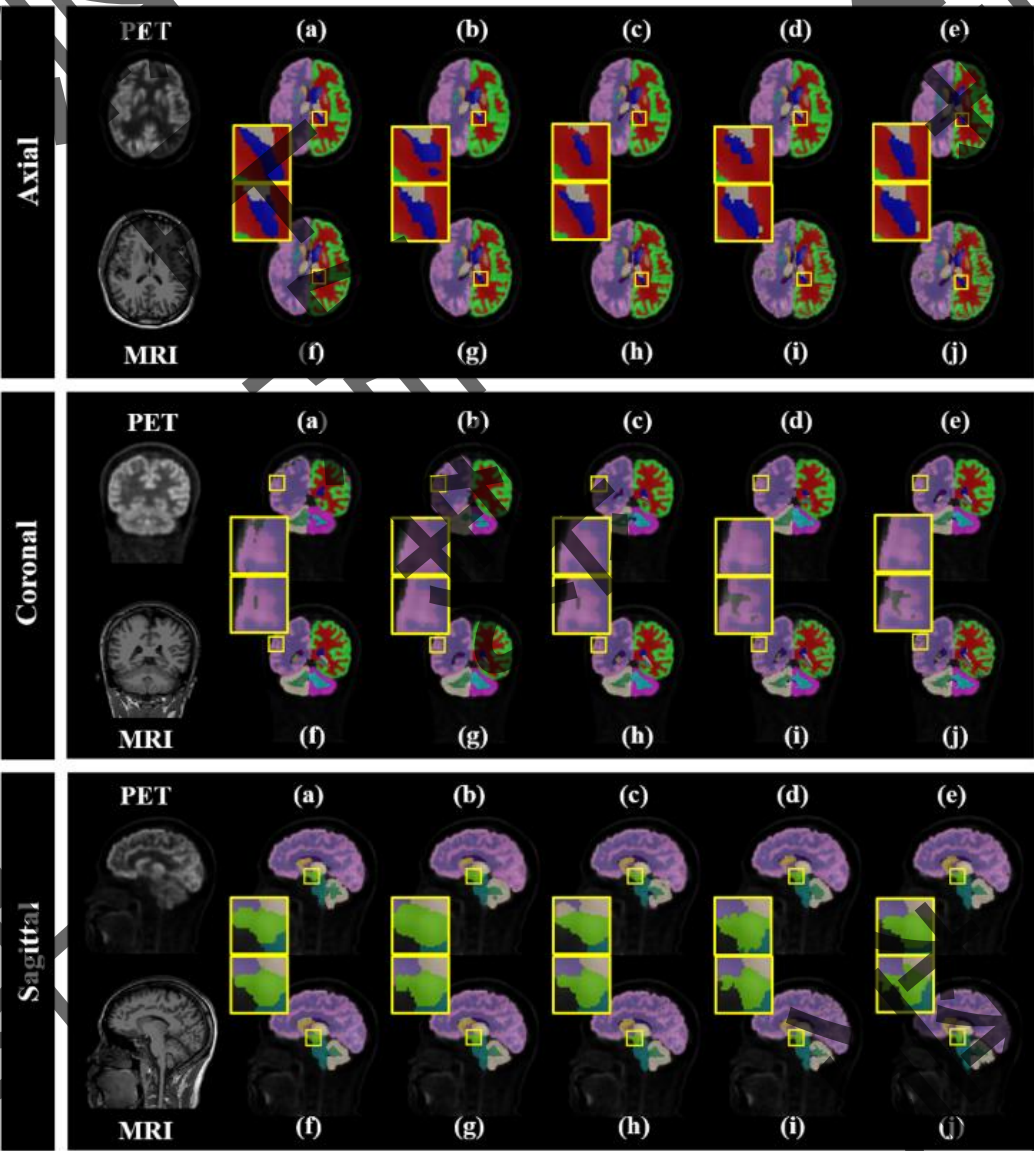 Axial
PET (a) (b) (c) (d) (e)
MRI (f) (g) (h) (i) (j)
Coronal
PET (a) (b) (c) (d) (e)
MRI (f) (g) (h) (i) (j)
Sagittal
PET (a) (b) (c) (d) (e)
MRI (f) (g) (h) (i) (j)